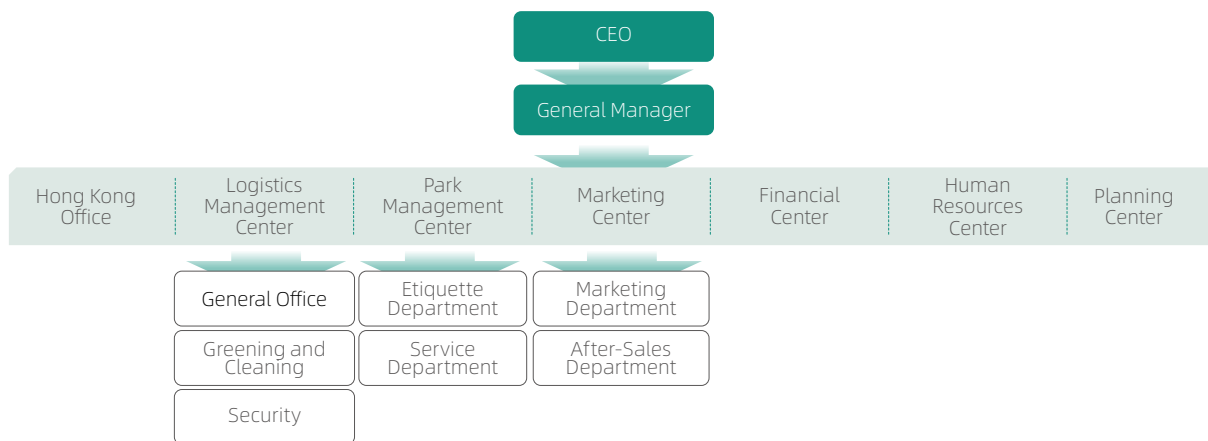 CEO
General Manager
Hong Kong
Office
Logistics
Management
Center
Park
Management
Center
Marketing
Center
Financial
Center
Human
Resources
Center
Planning
Center
General Office
Greening and
Cleaning
Security
Etiquette
Department
Service
Department
Marketing
Department
After-Sales
Department